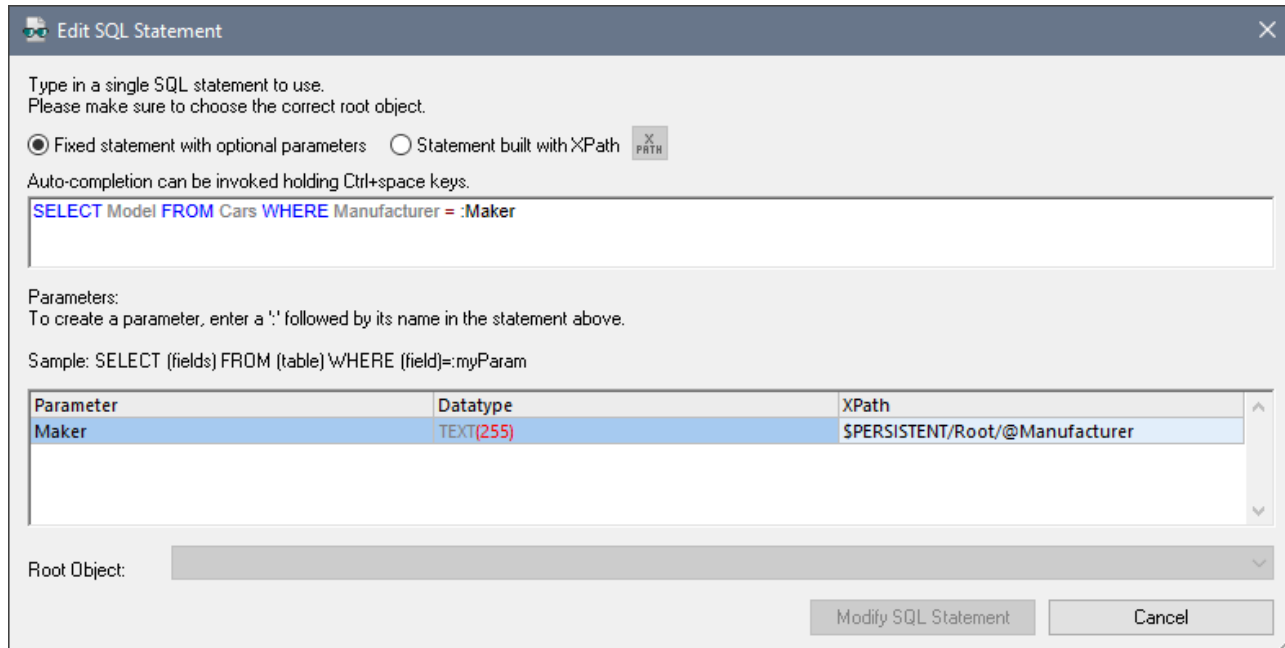 Edit SQL Statement
Type in a single SQL statement to use.
Please make sure to choose the correct root object.
Fixed statement with optional parameters Statement built with XPath X PATH
Auto-completion can be invoked holding Ctrl+space keys.
SELECT Model FROM Cars WHERE Manufacturer = :Maker
Parameters:
To create a parameter, enter a ':' followed by its name in the statement above.
Sample: SELECT (fields) FROM (table) WHERE (field)=:myParam
Parameter Datatype XPath
Maker TEXT(255) $PERSISTENT/Root/@Manufacturer
Root Object:
Modify SQL Statement Cancel